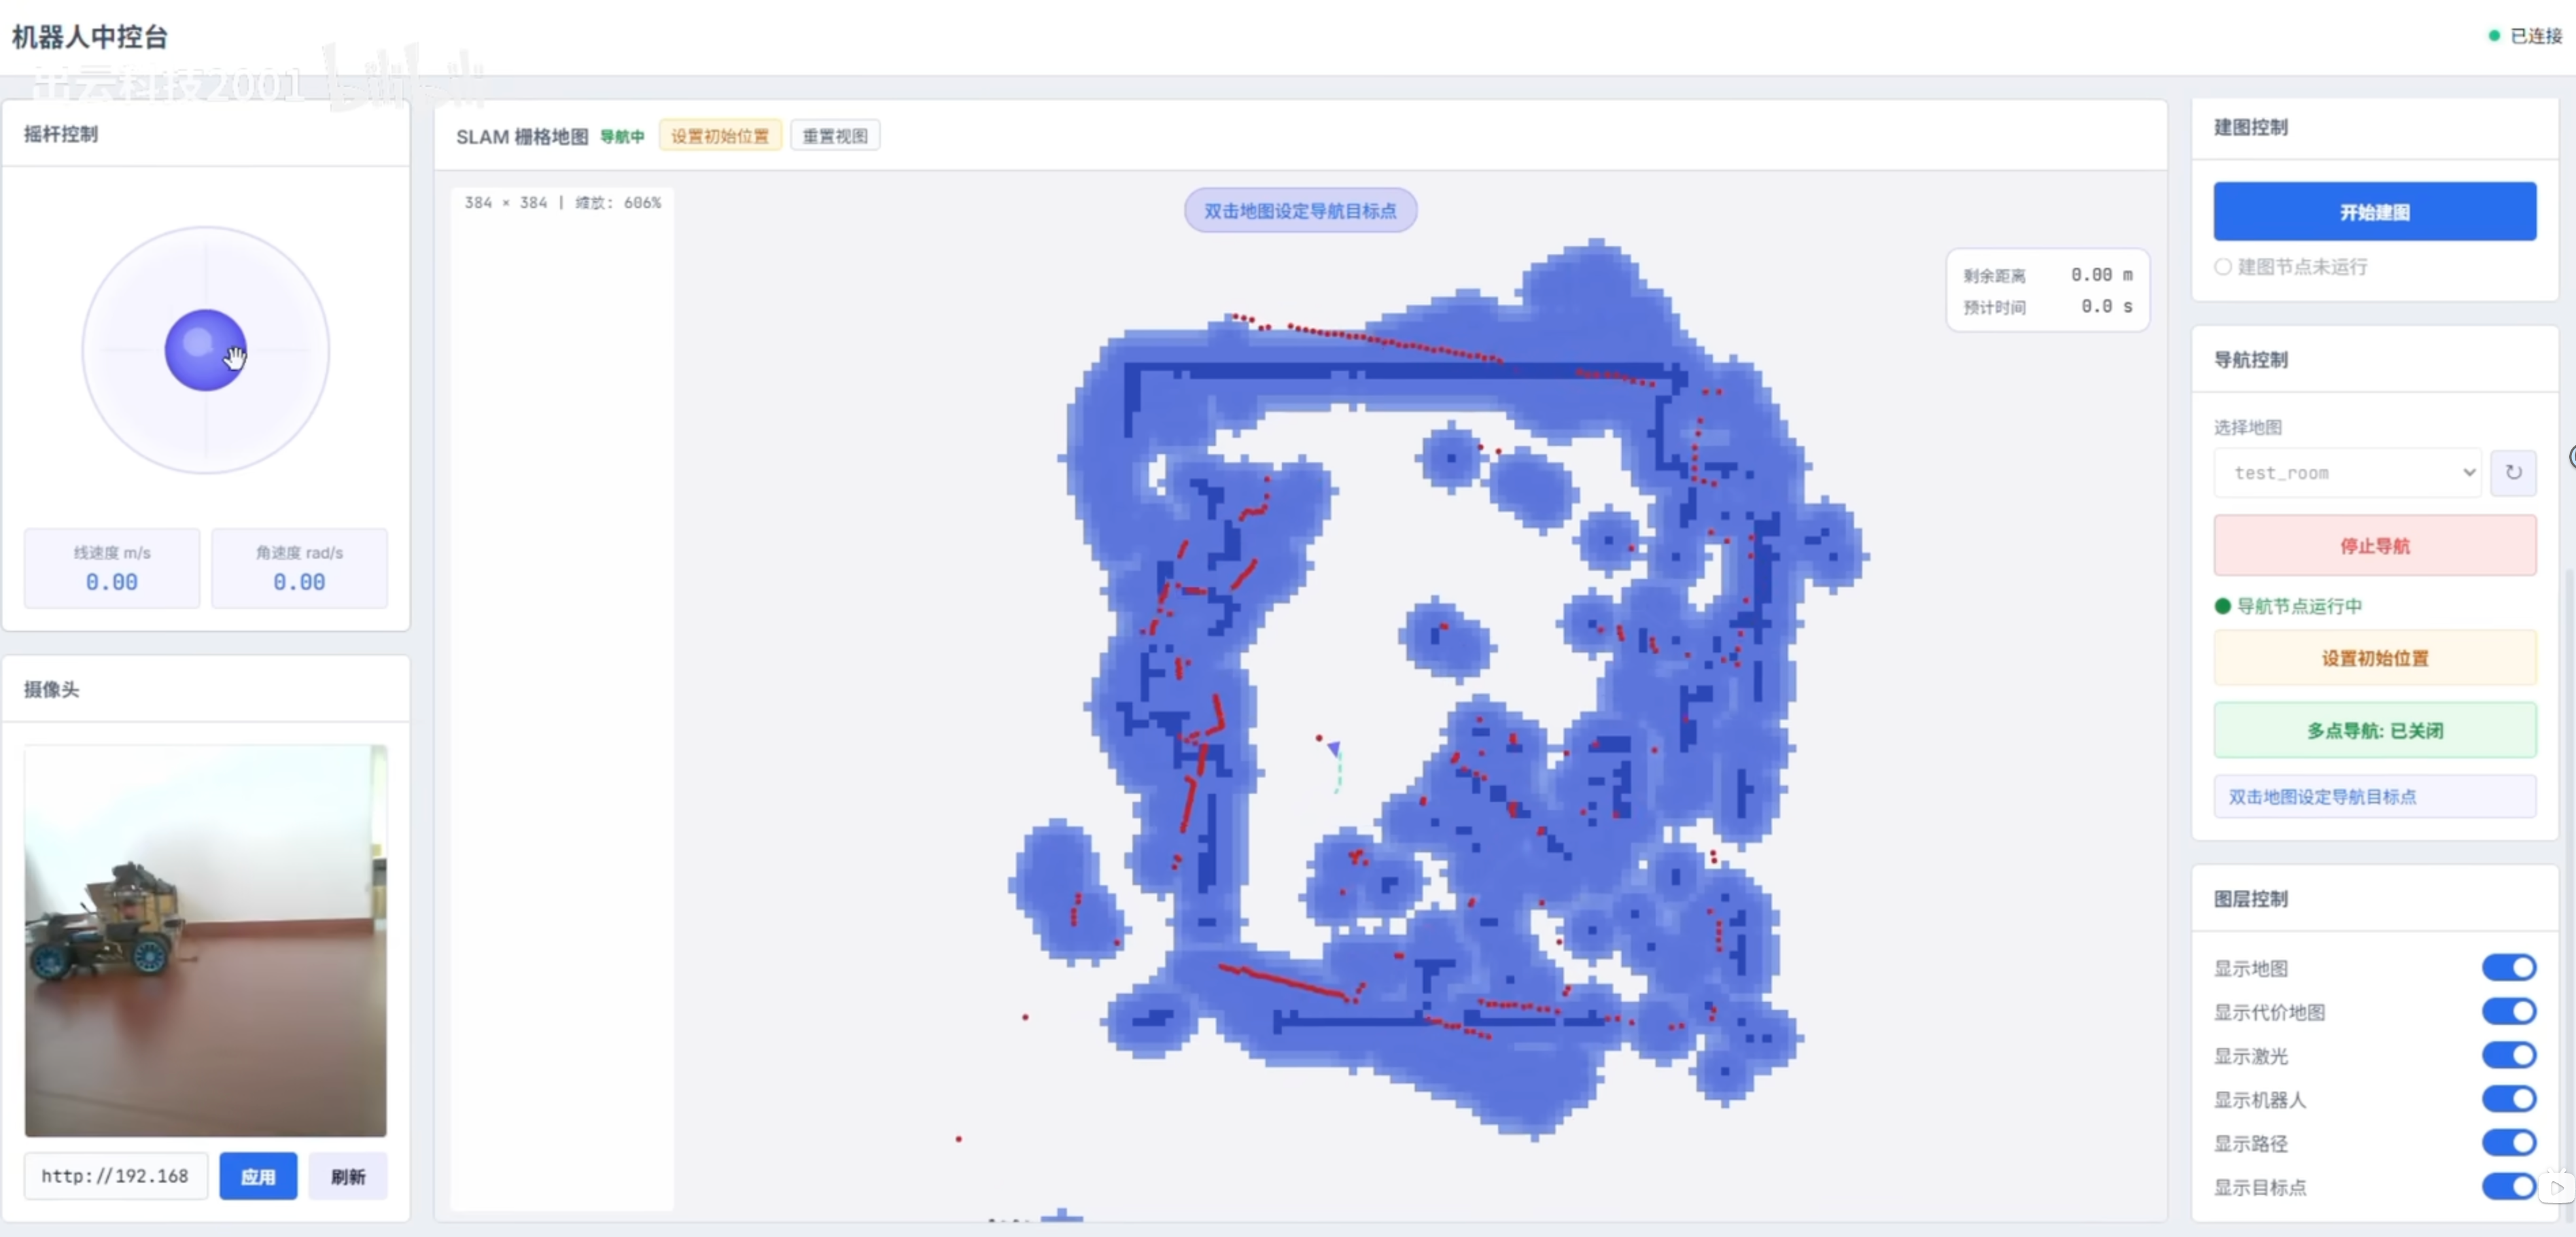 机器人中控台
已连接
出云科技2001
bilibili
摇杆控制
线速度 m/s
角速度 rad/s
0.00
0.00
摄像头
http://192.168
应用
刷新
SLAM 栅格地图 导航中 设置初始位置 重置视图
384 × 384 | 缩放: 606%
双击地图设定导航目标点
剩余距离 0.00 m
预计时间 0.0 s
建图控制
开始建图
建图节点未运行
导航控制
选择地图
test_room
停止导航
导航节点运行中
设置初始位置
多点导航: 已关闭
双击地图设定导航目标点
图层控制
显示地图
显示代价地图
显示激光
显示机器人
显示路径
显示目标点